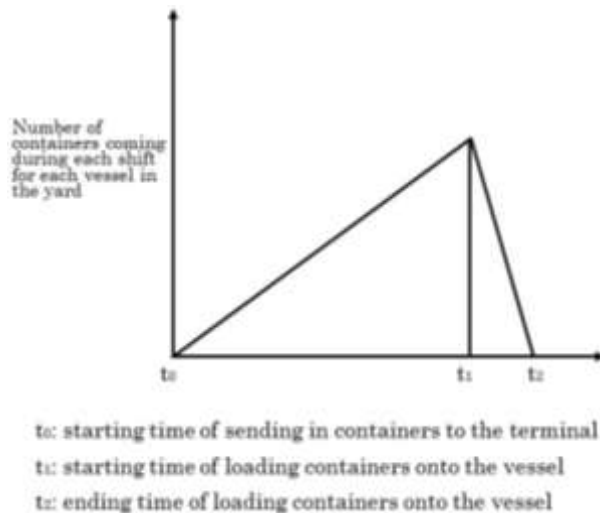 Number of
containers coming
during each shift
for each vessel in
the yard
t₀
t₁
t₂
t₀: starting time of sending in containers to the terminal
t₁: starting time of loading containers onto the vessel
t₂: ending time of loading containers onto the vessel